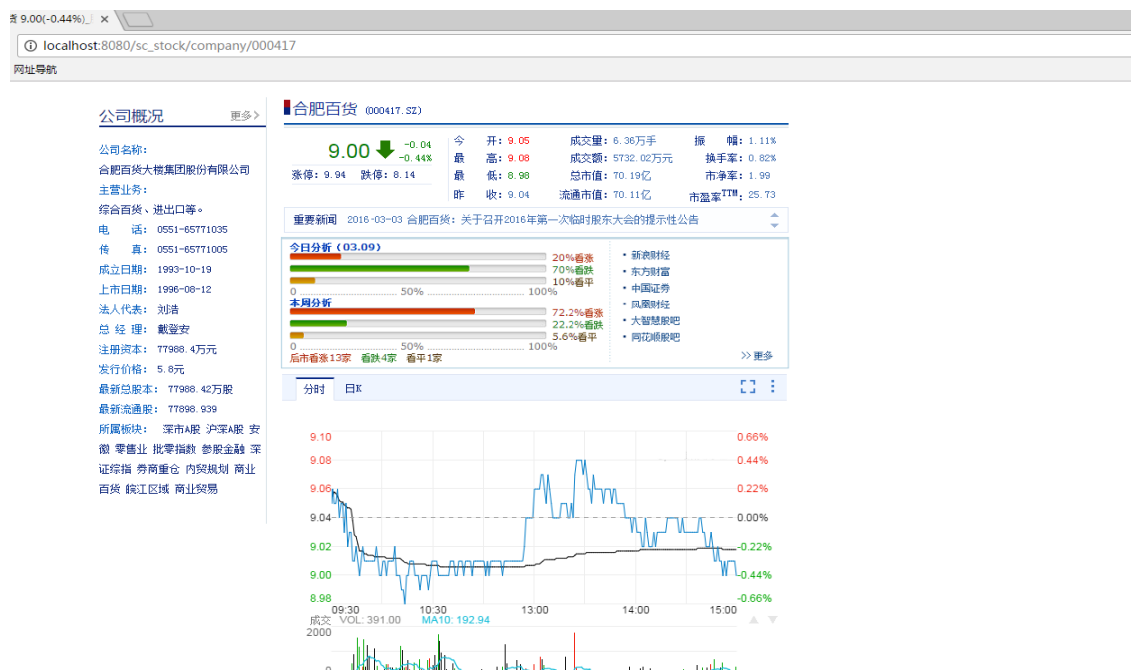 货 9.00(-0.44%)_
localhost:8080/sc_stock/company/000417
网址导航
公司概况 更多>
公司名称：
合肥百货大楼集团股份有限公司
主营业务：
综合百货、进出口等。
电 话： 0551-65771035
传 真： 0551-65771005
成立日期： 1993-10-19
上市日期： 1996-08-12
法人代表： 刘浩
总 经 理： 戴登安
注册资本： 77988.4万元
发行价格： 5.8元
最新总股本： 77988.42万股
最新流通股： 77898.939
所属板块： 深市A股 沪深A股 安
徽 零售业 批零指数 参股金融 深
证综指 券商重仓 内贸规划 商业
百货 皖江区域 商业贸易
合肥百货 (000417.SZ)
9.00 -0.04
-0.44%
涨停：9.94 跌停：8.14
今 开：9.05 成交量：6.36万手 振 幅：1.11%
最 高：9.08 成交额：5732.02万元 换手率：0.82%
最 低：8.98 总市值：70.19亿 市净率：1.99
昨 收：9.04 流通市值：70.11亿 市盈率TTM：25.73
重要新闻 2016-03-03 合肥百货：关于召开2016年第一次临时股东大会的提示性公告
今日分析（03.09）
20%看涨
70%看跌
10%看平
0 50% 100%
本周分析
72.2%看涨
22.2%看跌
5.6%看平
0 50% 100%
后市看涨13家 看跌4家 看平1家
• 新浪财经
• 东方财富
• 中国证券
• 凤凰财经
• 大智慧股吧
• 同花顺股吧
>> 更多
分时 日K
9.10 0.66%
9.08 0.44%
9.06 0.22%
9.04 0.00%
9.02 -0.22%
9.00 -0.44%
8.98 -0.66%
09:30 10:30 13:00 14:00 15:00
成交 VOL: 391.00 MA10: 192.94
2000
0